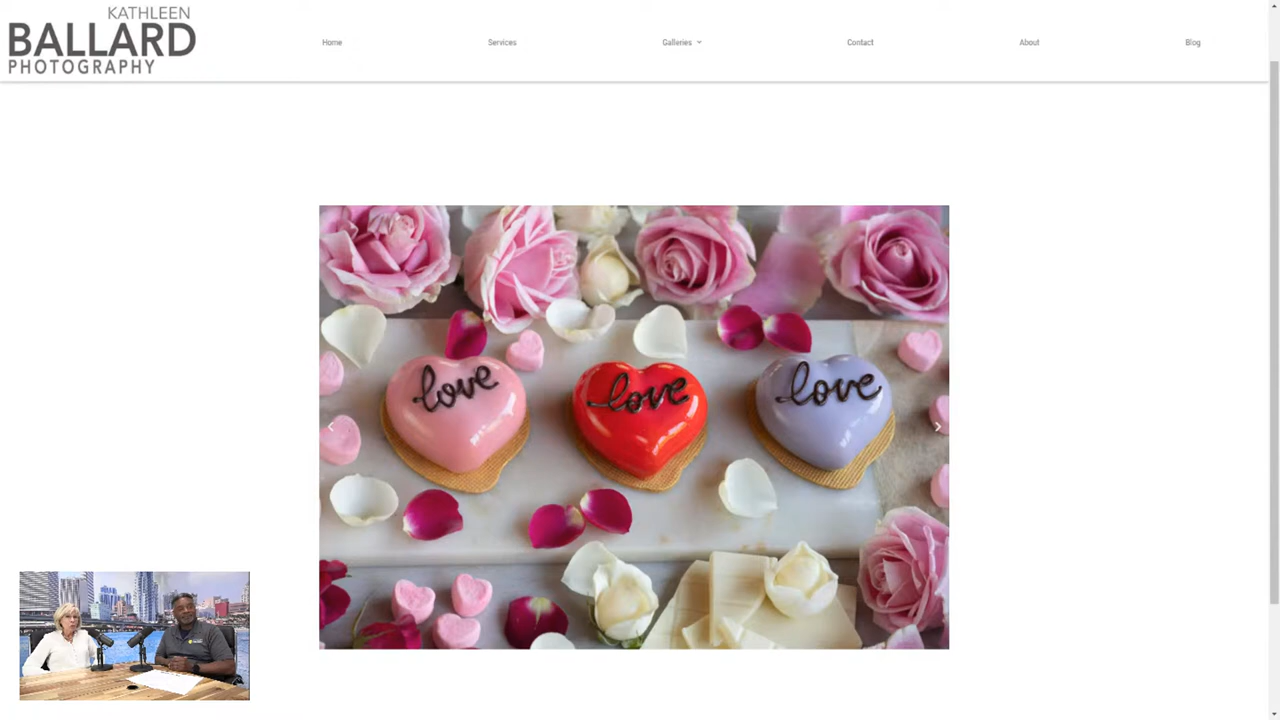 KATHLEEN
BALLARD
PHOTOGRAPHY
Home
Services
Galleries
Contact
About
Blog
love
love
love